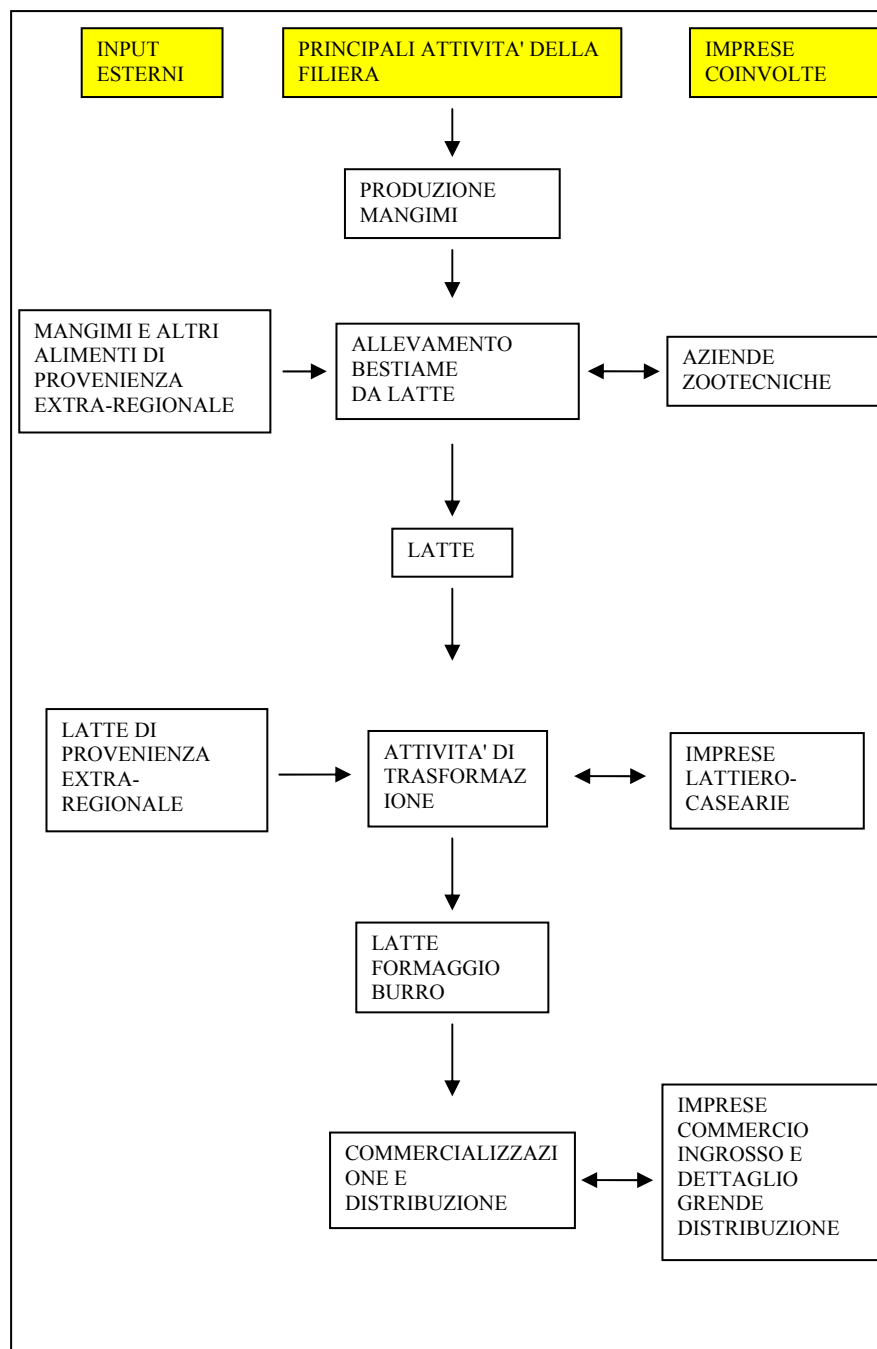 INPUT
ESTERNI
PRINCIPALI ATTIVITA' DELLA
FILIERA
IMPRESE
COINVOLTE
PRODUZIONE
MANGIMI
MANGIMI E ALTRI
ALIMENTI DI
PROVENIENZA
EXTRA-REGIONALE
ALLEVAMENTO
BESTIAME
DA LATTE
AZIENDE
ZOOTECNICHE
LATTE
LATTE DI
PROVENIENZA
EXTRA-
REGIONALE
ATTIVITA' DI
TRASFORMAZ
IONE
IMPRESE
LATTIERO-
CASEARIE
LATTE
FORMAGGIO
BURRO
COMMERCIALIZZAZI
ONE E
DISTRIBUZIONE
IMPRESE
COMMERCIO
INGROSSO E
DETTAGLIO
GRENDE
DISTRIBUZIONE